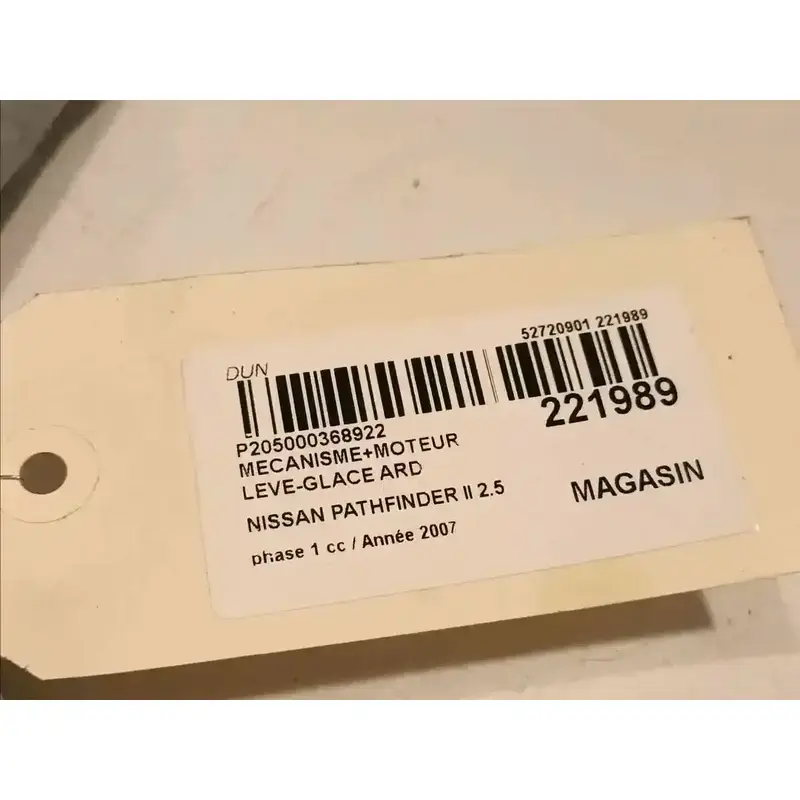 DUN
52720901 221989
221989
P205000368922
MECANISME+MOTEUR
LEVE-GLACE ARD
NISSAN PATHFINDER II 2.5
MAGASIN
phase 1 cc / Année 2007